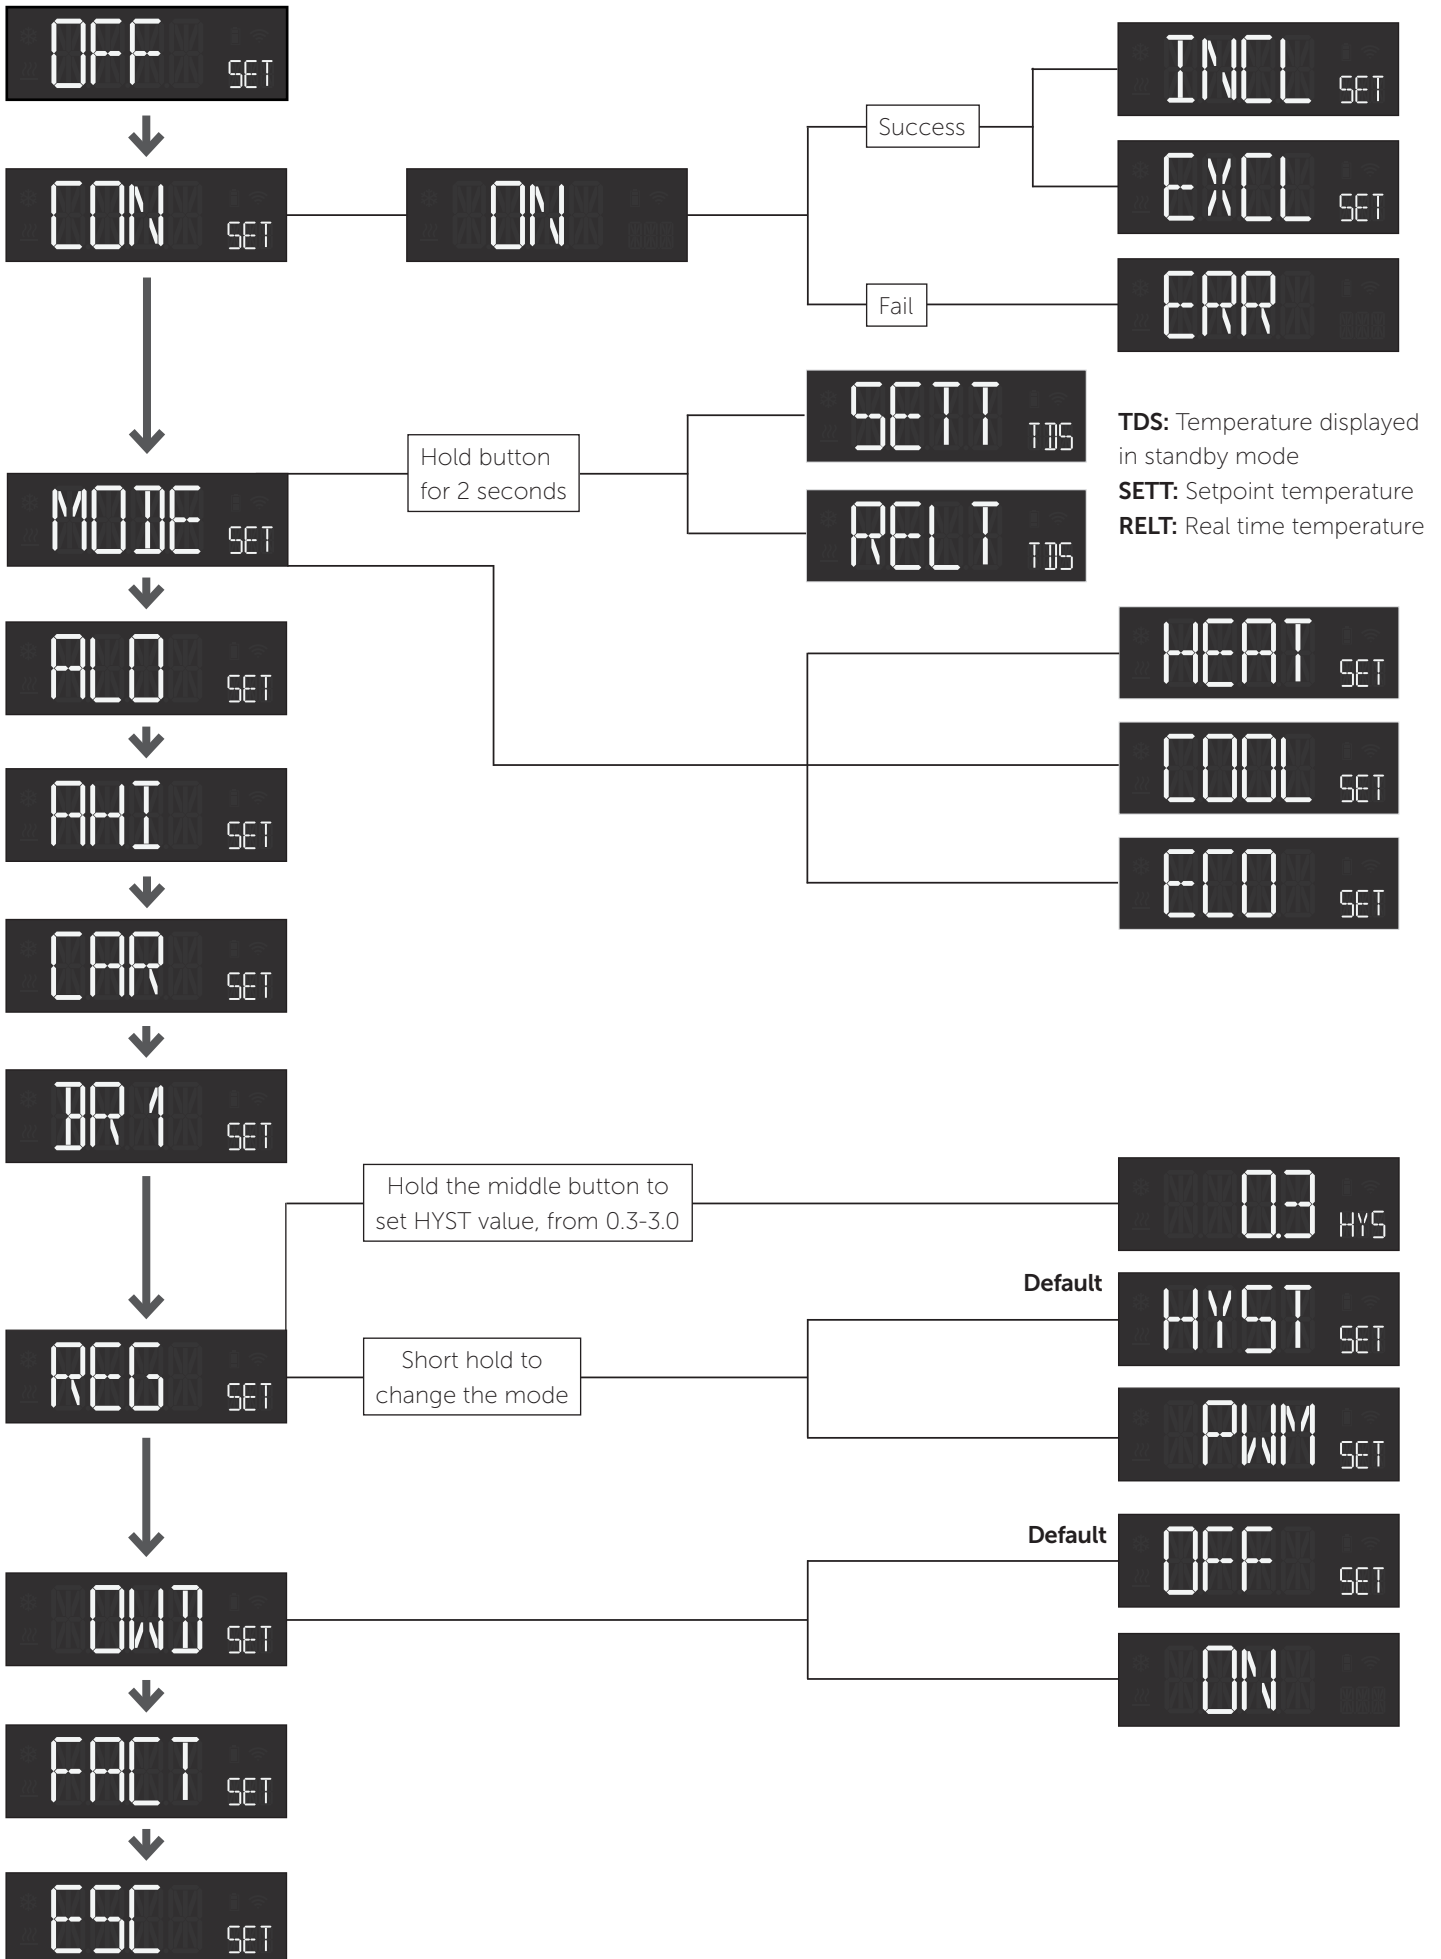 OFF SET
CON SET
ON
Success
INCL SET
EXCL SET
Fail
ERR
MODE SET
Hold button
for 2 seconds
SETT TDS
RELT TDS
TDS: Temperature displayed
in standby mode
SETT: Setpoint temperature
RELT: Real time temperature
HEAT SET
COOL SET
ECO SET
ALO SET
AHI SET
CAR SET
BR1 SET
REG SET
Hold the middle button to
set HYST value, from 0.3-3.0
0.3 HYS
Short hold to
change the mode
Default
HYST SET
PWM SET
OWD SET
Default
OFF SET
ON
FACT SET
ESC SET